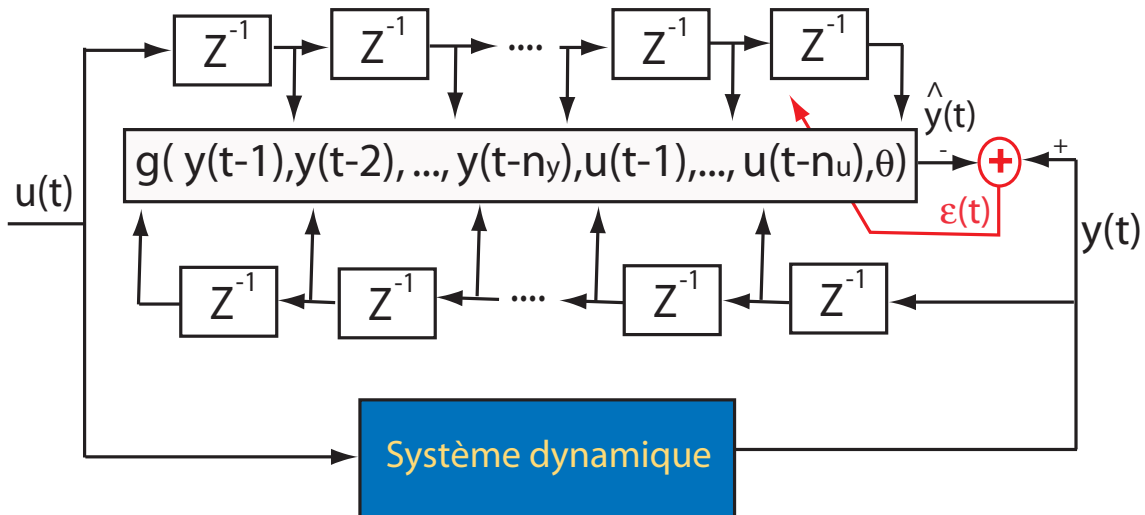 Z⁻¹ Z⁻¹ .... Z⁻¹ Z⁻¹
^
y(t)
g( y(t-1),y(t-2), ..., y(t-ny),u(t-1),..., u(t-nu),θ)
- + +
u(t)
ε(t)
y(t)
Z⁻¹ Z⁻¹ .... Z⁻¹ Z⁻¹
Système dynamique